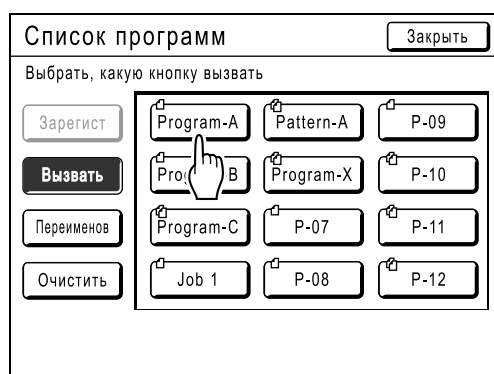 Список программ
Закрыть
Выбрать, какую кнопку вызвать
Зарегист
Program-A
Pattern-A
P-09
Вызвать
B
Program-X
P-10
Переименов
Program-C
P-07
P-11
Очистить
Job 1
P-08
P-12